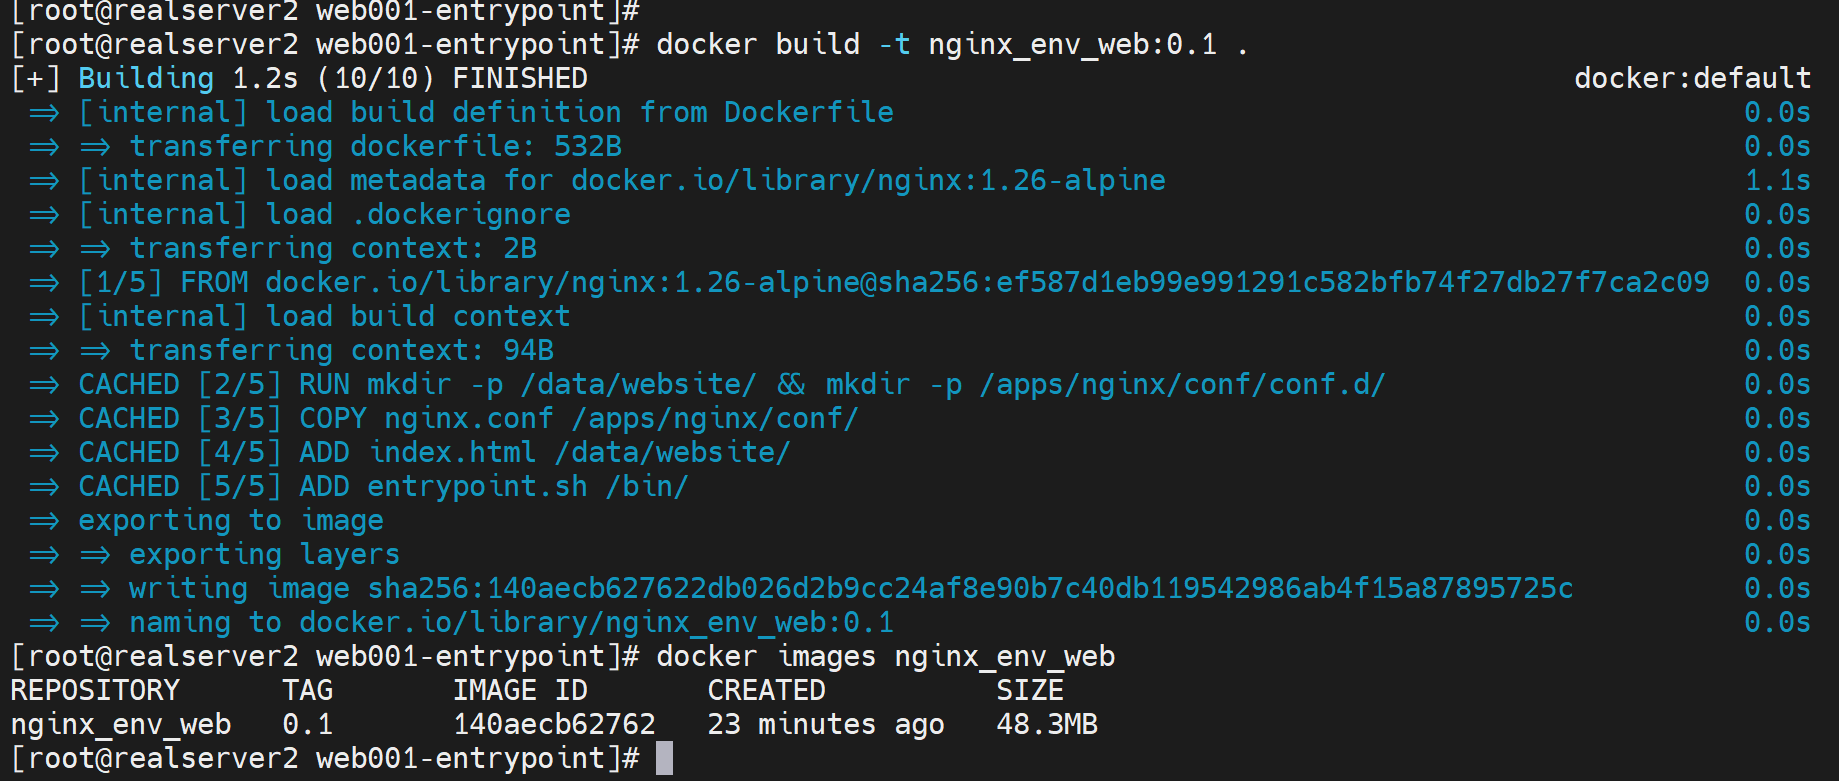 [root@realserver2 web001-entrypoint]#
[root@realserver2 web001-entrypoint]# docker build -t nginx_env_web:0.1 .
[+] Building 1.2s (10/10) FINISHED docker:default
=> [internal] load build definition from Dockerfile 0.0s
=> => transferring dockerfile: 532B 0.0s
=> [internal] load metadata for docker.io/library/nginx:1.26-alpine 1.1s
=> [internal] load .dockerignore 0.0s
=> => transferring context: 2B 0.0s
=> [1/5] FROM docker.io/library/nginx:1.26-alpine@sha256:ef587d1eb99e991291c582bfb74f27db27f7ca2c09 0.0s
=> [internal] load build context 0.0s
=> => transferring context: 94B 0.0s
=> CACHED [2/5] RUN mkdir -p /data/website/ && mkdir -p /apps/nginx/conf/conf.d/ 0.0s
=> CACHED [3/5] COPY nginx.conf /apps/nginx/conf/ 0.0s
=> CACHED [4/5] ADD index.html /data/website/ 0.0s
=> CACHED [5/5] ADD entrypoint.sh /bin/ 0.0s
=> exporting to image 0.0s
=> => exporting layers 0.0s
=> => writing image sha256:140aecb627622db026d2b9cc24af8e90b7c40db119542986ab4f15a87895725c 0.0s
=> => naming to docker.io/library/nginx_env_web:0.1 0.0s
[root@realserver2 web001-entrypoint]# docker images nginx_env_web
REPOSITORY TAG IMAGE ID CREATED SIZE
nginx_env_web 0.1 140aecb62762 23 minutes ago 48.3MB
[root@realserver2 web001-entrypoint]#